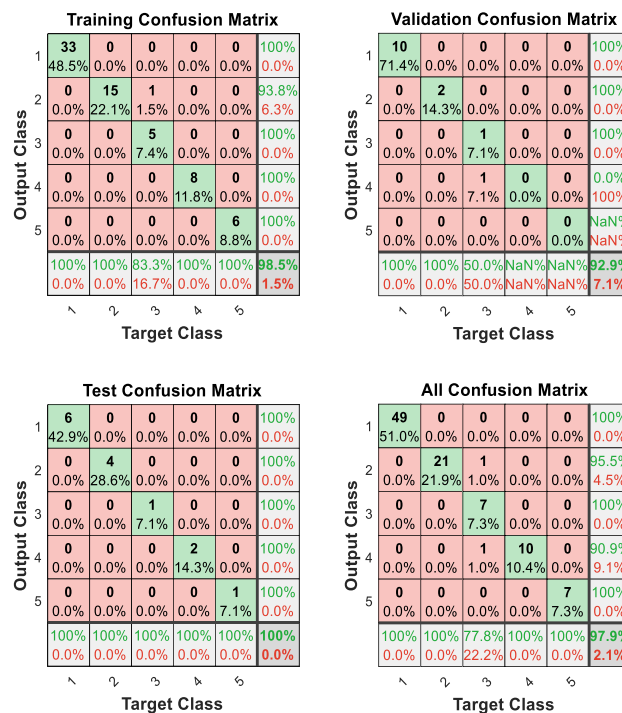 Training Confusion Matrix
1 33 0 0 0 0 100%
48.5% 0.0% 0.0% 0.0% 0.0% 0.0%
2 0 15 1 0 0 93.8%
0.0% 22.1% 1.5% 0.0% 0.0% 6.3%
3 0 0 5 0 0 100%
0.0% 0.0% 7.4% 0.0% 0.0% 0.0%
4 0 0 0 8 0 100%
0.0% 0.0% 0.0% 11.8% 0.0% 0.0%
5 0 0 0 0 6 100%
0.0% 0.0% 0.0% 0.0% 8.8% 0.0%
100% 100% 83.3% 100% 100% 98.5%
0.0% 0.0% 16.7% 0.0% 0.0% 1.5%
1 2 3 4 5
Target Class
Output Class
Validation Confusion Matrix
1 10 0 0 0 0 100%
71.4% 0.0% 0.0% 0.0% 0.0% 0.0%
2 0 2 0 0 0 100%
0.0% 14.3% 0.0% 0.0% 0.0% 0.0%
3 0 0 1 0 0 100%
0.0% 0.0% 7.1% 0.0% 0.0% 0.0%
4 0 0 1 0 0 0.0%
0.0% 0.0% 7.1% 0.0% 0.0% 100%
5 0 0 0 0 0 NaN%
0.0% 0.0% 0.0% 0.0% 0.0% NaN%
100% 100% 50.0% NaN% NaN% 92.9%
0.0% 0.0% 50.0% NaN% NaN% 7.1%
1 2 3 4 5
Target Class
Output Class
Test Confusion Matrix
1 6 0 0 0 0 100%
42.9% 0.0% 0.0% 0.0% 0.0% 0.0%
2 0 4 0 0 0 100%
0.0% 28.6% 0.0% 0.0% 0.0% 0.0%
3 0 0 1 0 0 100%
0.0% 0.0% 7.1% 0.0% 0.0% 0.0%
4 0 0 0 2 0 100%
0.0% 0.0% 0.0% 14.3% 0.0% 0.0%
5 0 0 0 0 1 100%
0.0% 0.0% 0.0% 0.0% 7.1% 0.0%
100% 100% 100% 100% 100% 100%
0.0% 0.0% 0.0% 0.0% 0.0% 0.0%
1 2 3 4 5
Target Class
Output Class
All Confusion Matrix
1 49 0 0 0 0 100%
51.0% 0.0% 0.0% 0.0% 0.0% 0.0%
2 0 21 1 0 0 95.5%
0.0% 21.9% 1.0% 0.0% 0.0% 4.5%
3 0 0 7 0 0 100%
0.0% 0.0% 7.3% 0.0% 0.0% 0.0%
4 0 0 1 10 0 90.9%
0.0% 0.0% 1.0% 10.4% 0.0% 9.1%
5 0 0 0 0 7 100%
0.0% 0.0% 0.0% 0.0% 7.3% 0.0%
100% 100% 77.8% 100% 100% 97.9%
0.0% 0.0% 22.2% 0.0% 0.0% 2.1%
1 2 3 4 5
Target Class
Output Class